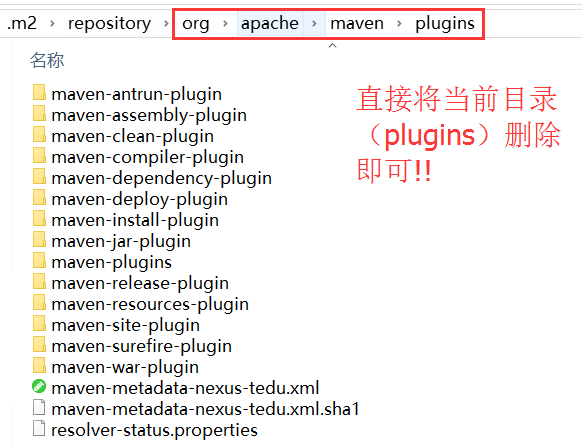 .m2 › repository › org › apache › maven › plugins
名称
maven-antrun-plugin
maven-assembly-plugin
maven-clean-plugin
maven-compiler-plugin
maven-dependency-plugin
maven-deploy-plugin
maven-install-plugin
maven-jar-plugin
maven-plugins
maven-release-plugin
maven-resources-plugin
maven-site-plugin
maven-surefire-plugin
maven-war-plugin
maven-metadata-nexus-tedu.xml
maven-metadata-nexus-tedu.xml.sha1
resolver-status.properties
直接将当前目录
（plugins）删除
即可!!